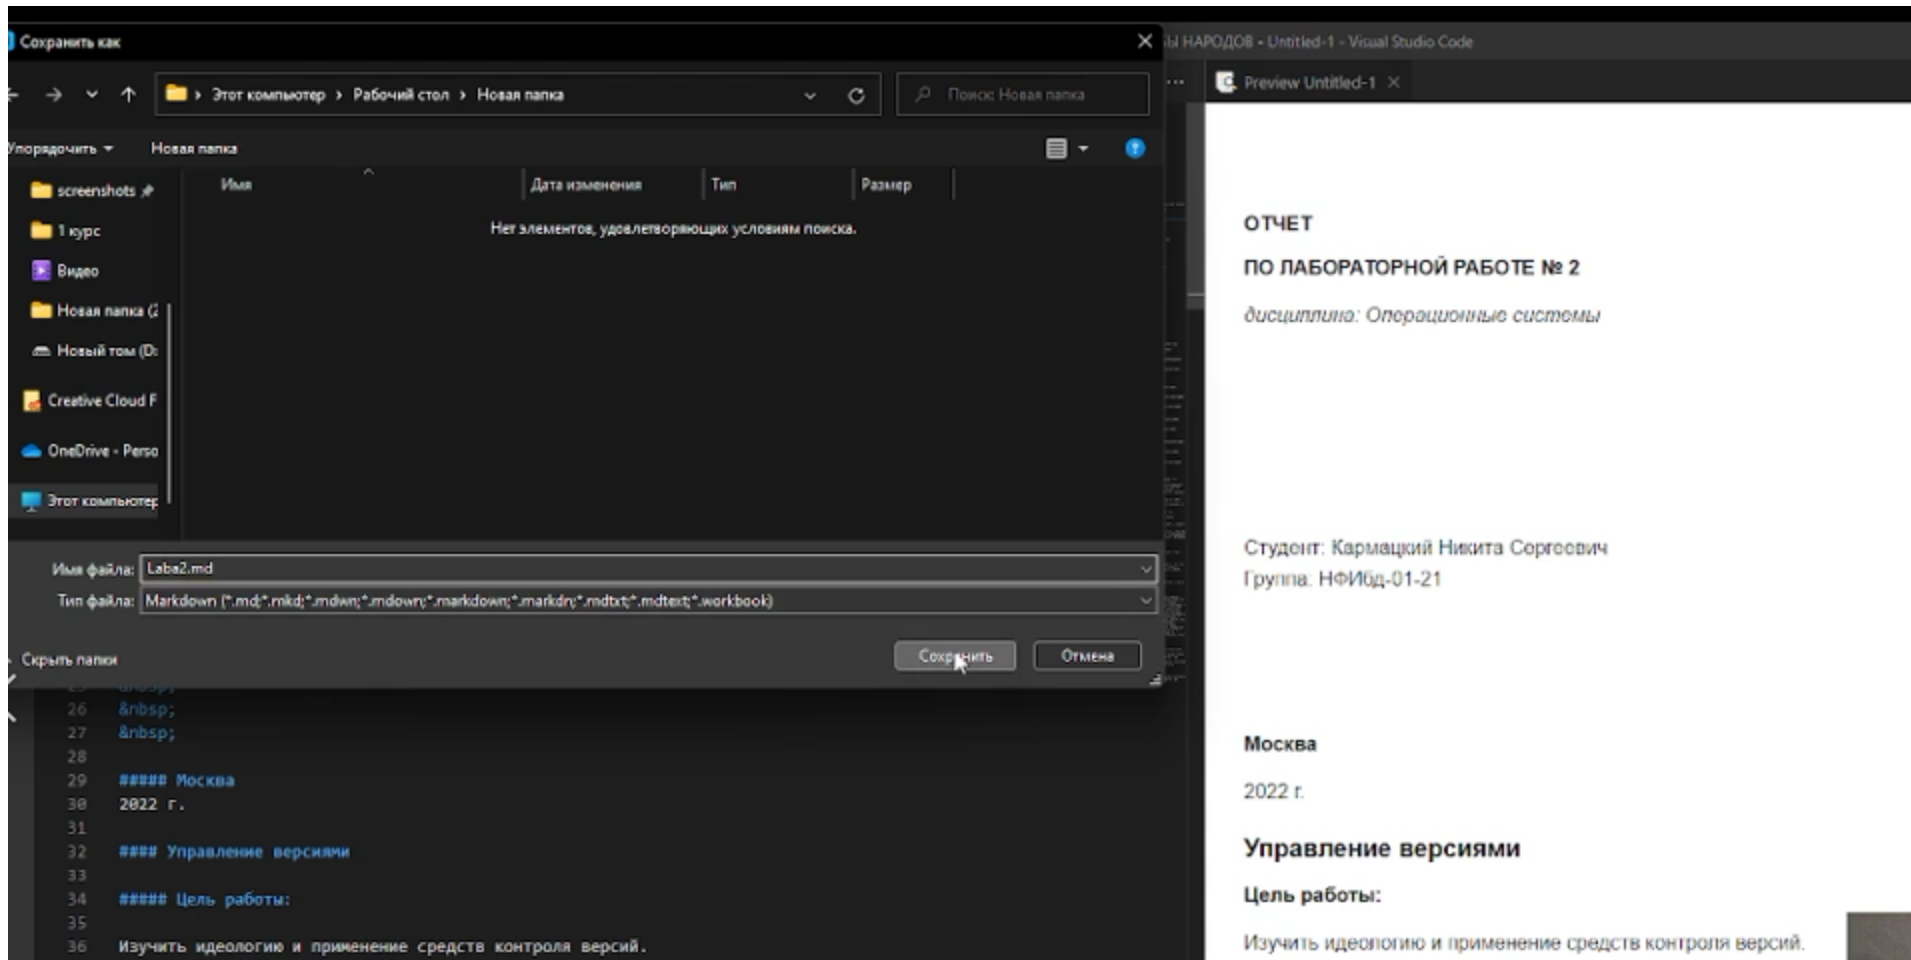 Сохранить как
Ы НАРОДОВ • Untitled-1 - Visual Studio Code
Этот компьютер › Рабочий стол › Новая папка
Поиск: Новая папка
Preview Untitled-1
Упорядочить
Новая папка
Имя
Дата изменения
Тип
Размер
Нет элементов, удовлетворяющих условиям поиска.
screenshots
1 курс
Видео
Новая папка (2
Новый том (D:
Creative Cloud F
OneDrive - Perso
Этот компьютер
Имя файла: Laba2.md
Тип файла: Markdown (*.md;*.mkd;*.mdwn;*.mdown;*.markdown;*.markdn;*.mdtxt;*.mdtext;*.workbook)
Скрыть папки
Сохранить
Отмена
25 &nbsp;
26 &nbsp;
27 &nbsp;
28
29 ##### Москва
30 2022 г.
31
32 #### Управление версиями
33
34 ##### Цель работы:
35
36 Изучить идеологию и применение средств контроля версий.
ОТЧЕТ
ПО ЛАБОРАТОРНОЙ РАБОТЕ № 2
дисциплина: Операционные системы
Студент: Кармацкий Никита Сергеевич
Группа: НФИбд-01-21
Москва
2022 г.
Управление версиями
Цель работы:
Изучить идеологию и применение средств контроля версий.